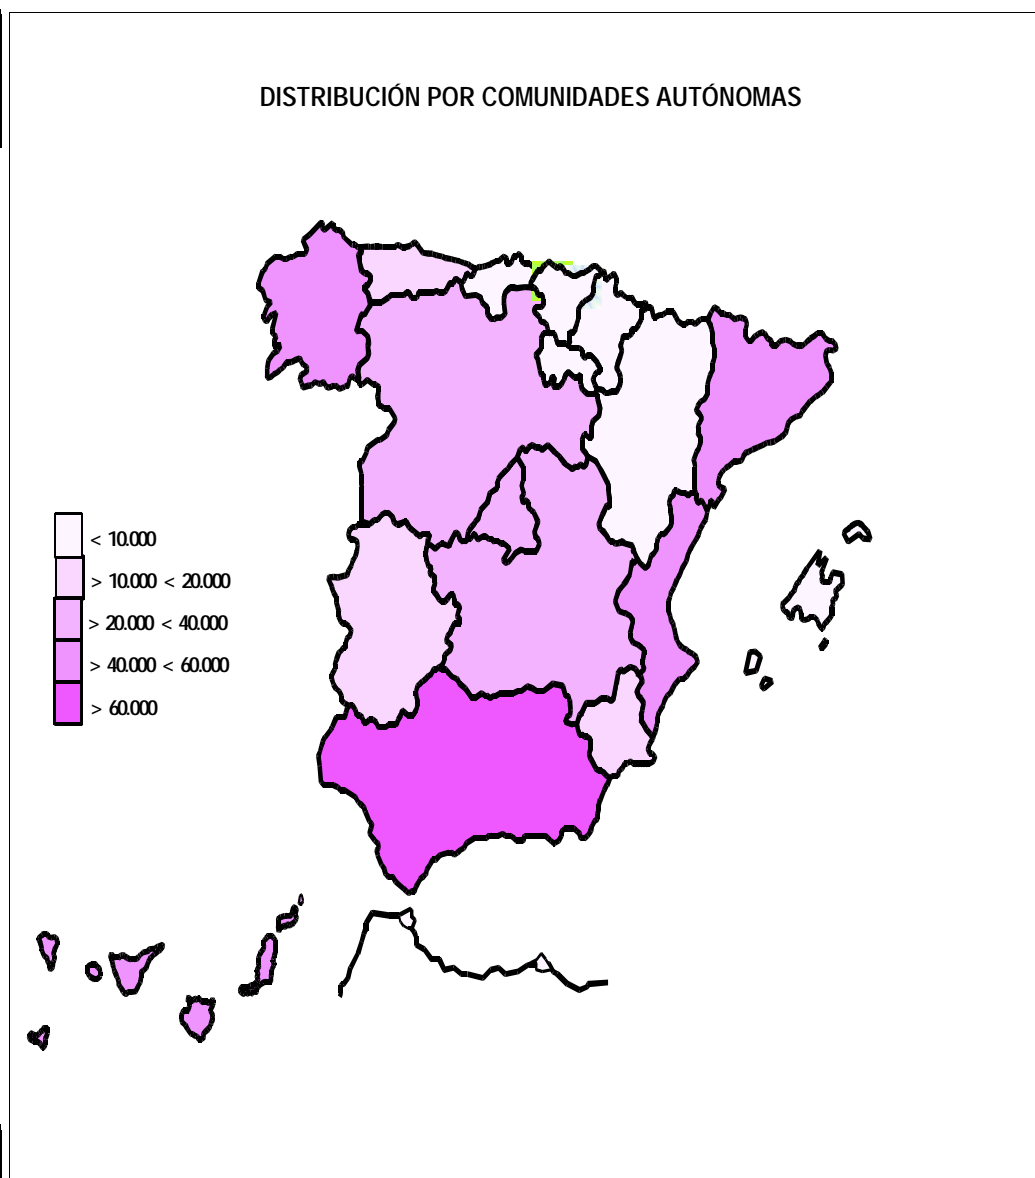 DISTRIBUCIÓN POR COMUNIDADES AUTÓNOMAS
< 10.000
> 10.000 < 20.000
> 20.000 < 40.000
> 40.000 < 60.000
> 60.000